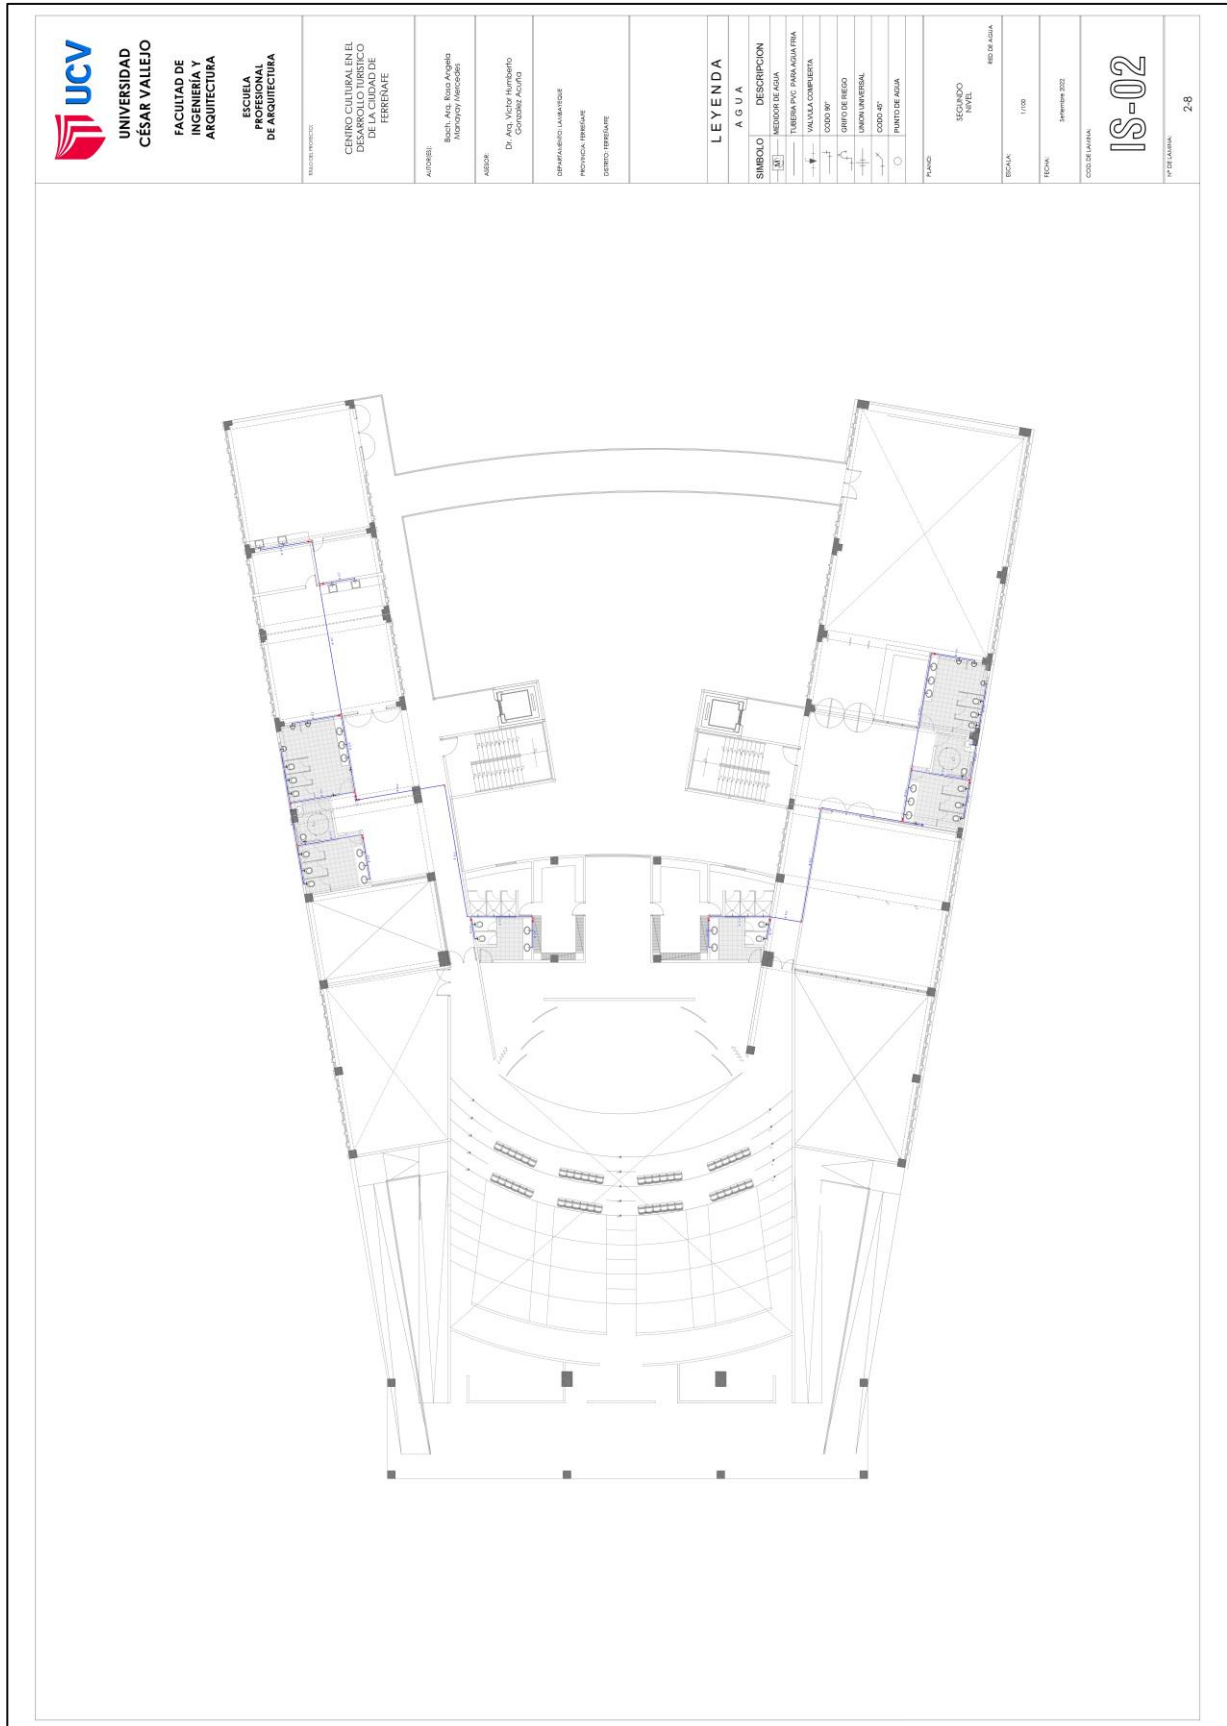 UCV
UNIVERSIDAD
CÉSAR VALLEJO
FACULTAD DE
INGENIERÍA Y
ARQUITECTURA
ESCUELA
PROFESIONAL
DE ARQUITECTURA
CENTRO CULTURAL EN EL
DESARROLLO TURISTICO
DE LA CIUDAD DE
FERREÑAFE
AUTOR(ES):
Bach. Arq. Rosa Angela
Manayay Mercedes
ASESOR:
Dr. Arq. Victor Humberto
González Acuña
DEPARTAMENTO: LAMBAYEQUE
PROVINCIA: FERREÑAFE
DISTRITO: FERREÑAFE
LEYENDA
AGUA
SIMBOLO DESCRIPCION
M MEDIDOR DE AGUA
TUBERIA PVC PARA AGUA FRIA
VALVULA COMPUERTA
CODO 90°
GRIFO DE RIEGO
UNION UNIVERSAL
CODO 45°
PUNTO DE AGUA
PLANO:
SEGUNDO
NIVEL
RED DE AGUA
ESCALA:
1/100
FECHA:
Setiembre 2022
COD. DE LAMINA:
IS-02
N° DE LAMINA:
2-8